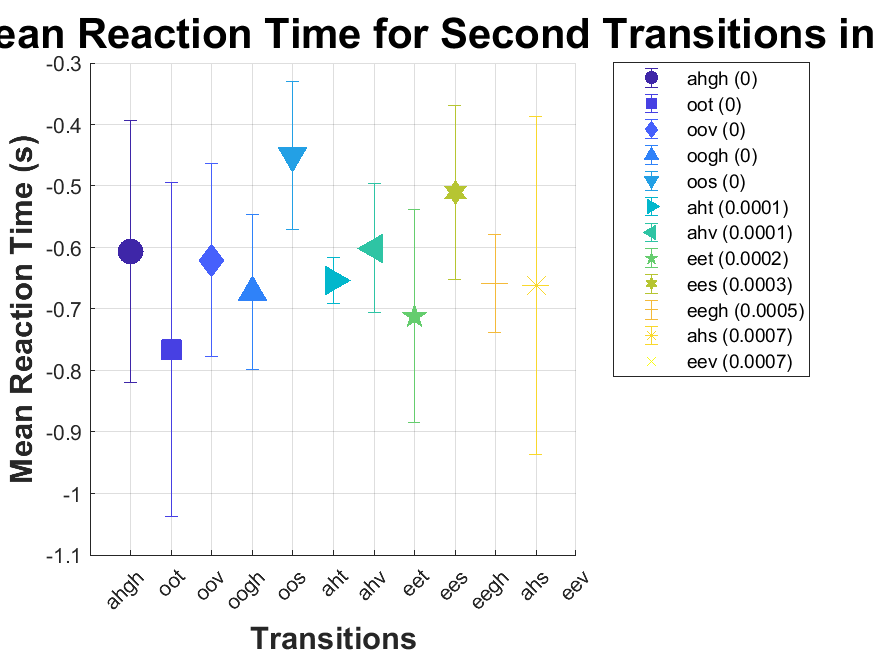 ean Reaction Time for Second Transitions in
Mean Reaction Time (s)
-0.3
-0.4
-0.5
-0.6
-0.7
-0.8
-0.9
-1
-1.1
ahgh
oot
oov
oogh
oos
aht
ahv
eet
ees
eegh
ahs
eev
Transitions
ahgh (0)
oot (0)
oov (0)
oogh (0)
oos (0)
aht (0.0001)
ahv (0.0001)
eet (0.0002)
ees (0.0003)
eegh (0.0005)
ahs (0.0007)
eev (0.0007)